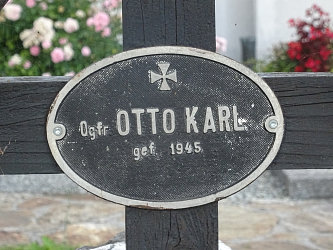 Ogfr OTTO KARL
gef. 1945